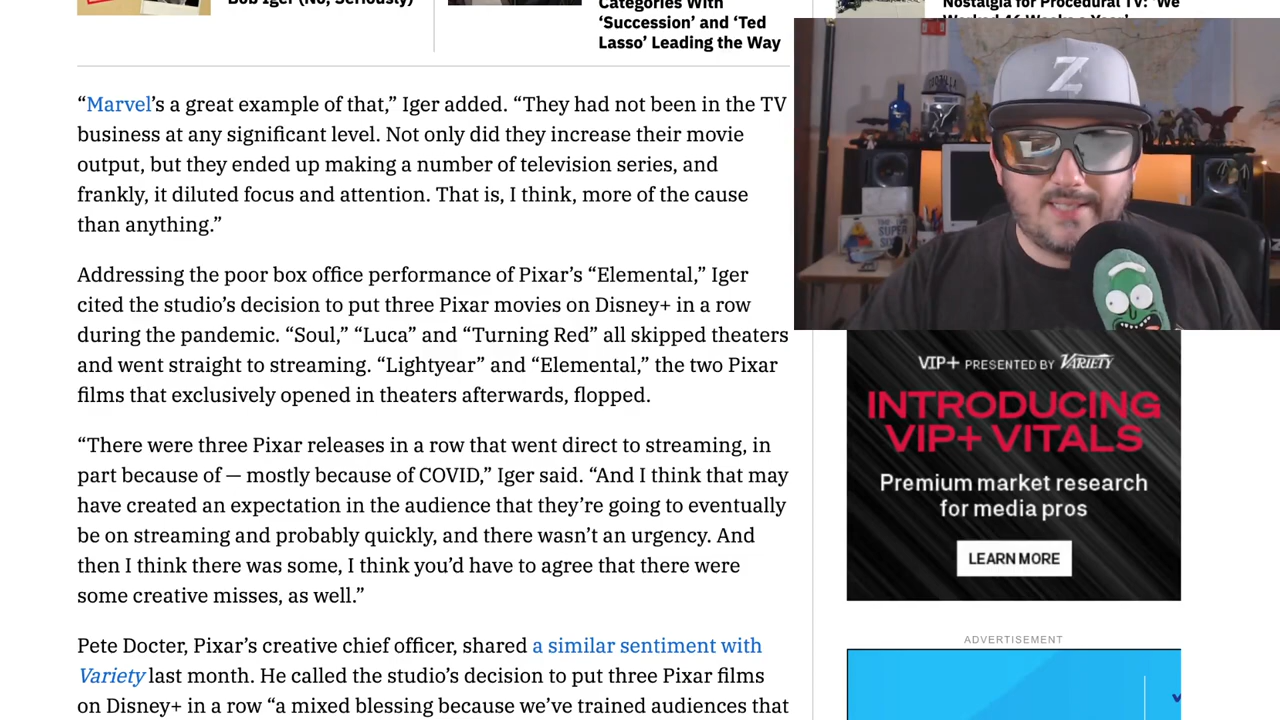 Bob Iger (No, Seriously)
Categories With
‘Succession’ and ‘Ted
Lasso’ Leading the Way
Nostalgia for Procedural TV: ‘We
Worked 46 Weeks a Year’
“Marvel’s a great example of that,” Iger added. “They had not been in the TV
business at any significant level. Not only did they increase their movie
output, but they ended up making a number of television series, and
frankly, it diluted focus and attention. That is, I think, more of the cause
than anything.”
Addressing the poor box office performance of Pixar’s “Elemental,” Iger
cited the studio’s decision to put three Pixar movies on Disney+ in a row
during the pandemic. “Soul,” “Luca” and “Turning Red” all skipped theaters
and went straight to streaming. “Lightyear” and “Elemental,” the two Pixar
films that exclusively opened in theaters afterwards, flopped.
“There were three Pixar releases in a row that went direct to streaming, in
part because of — mostly because of COVID,” Iger said. “And I think that may
have created an expectation in the audience that they’re going to eventually
be on streaming and probably quickly, and there wasn’t an urgency. And
then I think there was some, I think you’d have to agree that there were
some creative misses, as well.”
Pete Docter, Pixar’s creative chief officer, shared a similar sentiment with
Variety last month. He called the studio’s decision to put three Pixar films
on Disney+ in a row “a mixed blessing because we’ve trained audiences that
Z
SUPER
VIP+ PRESENTED BY VARIETY
INTRODUCING
VIP+ VITALS
Premium market research
for media pros
LEARN MORE
ADVERTISEMENT